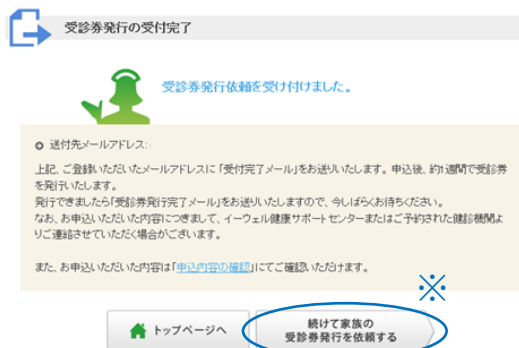 受診券発行の受付完了
受診券発行依頼を受け付けました。
送付先メールアドレス:
上記、ご登録いただいたメールアドレスに「受付完了メール」をお送りいたします。申込後、約1週間で受診券
を発行いたします。
発行できましたら「受診券発行完了メール」をお送りいたしますので、今しばらくお待ちください。
なお、お申込いただいた内容につきまして、イーウェル健康サポートセンターまたはご予約された健診機関よ
りご連絡させていただく場合がございます。
また、お申込いただいた内容は「申込内容の確認」にてご確認いただけます。
※
トップページへ
続けて家族の
受診券発行を依頼する